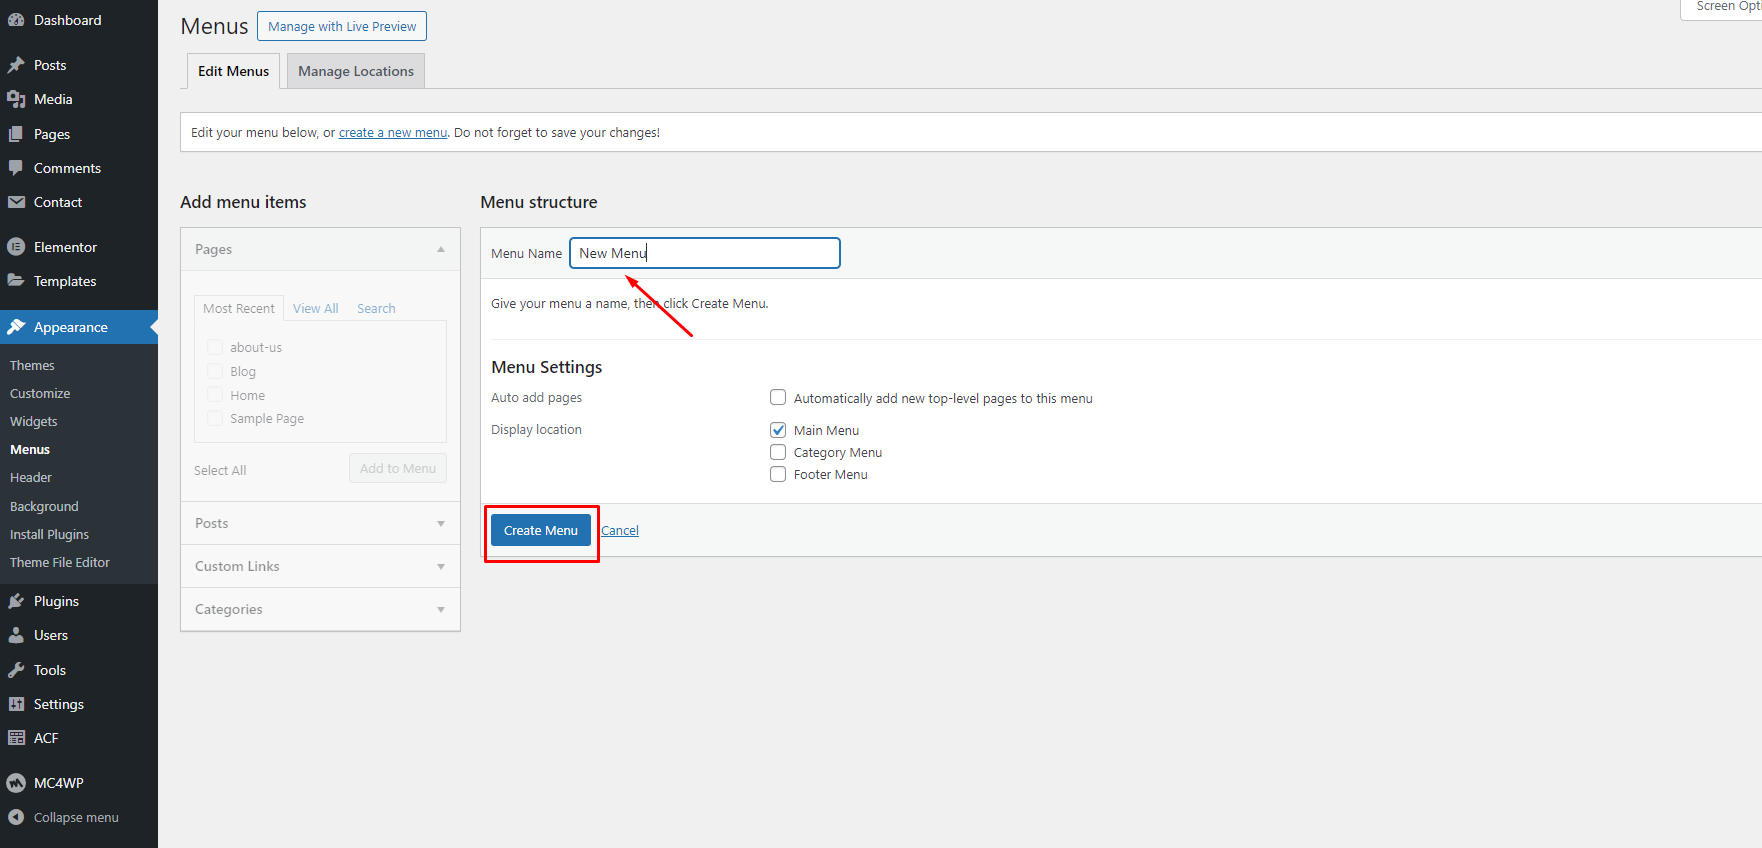 Dashboard
Posts
Media
Pages
Comments
Contact
Elementor
Templates
Appearance
Themes
Customize
Widgets
Menus
Header
Background
Install Plugins
Theme File Editor
Plugins
Users
Tools
Settings
ACF
MC4WP
Collapse menu
Screen Opti
Menus
Manage with Live Preview
Edit Menus
Manage Locations
Edit your menu below, or create a new menu. Do not forget to save your changes!
Add menu items
Pages
Most Recent
View All
Search
about-us
Blog
Home
Sample Page
Select All
Add to Menu
Posts
Custom Links
Categories
Menu structure
Menu Name
New Menu
Give your menu a name, then click Create Menu.
Menu Settings
Auto add pages
Automatically add new top-level pages to this menu
Display location
Main Menu
Category Menu
Footer Menu
Create Menu
Cancel